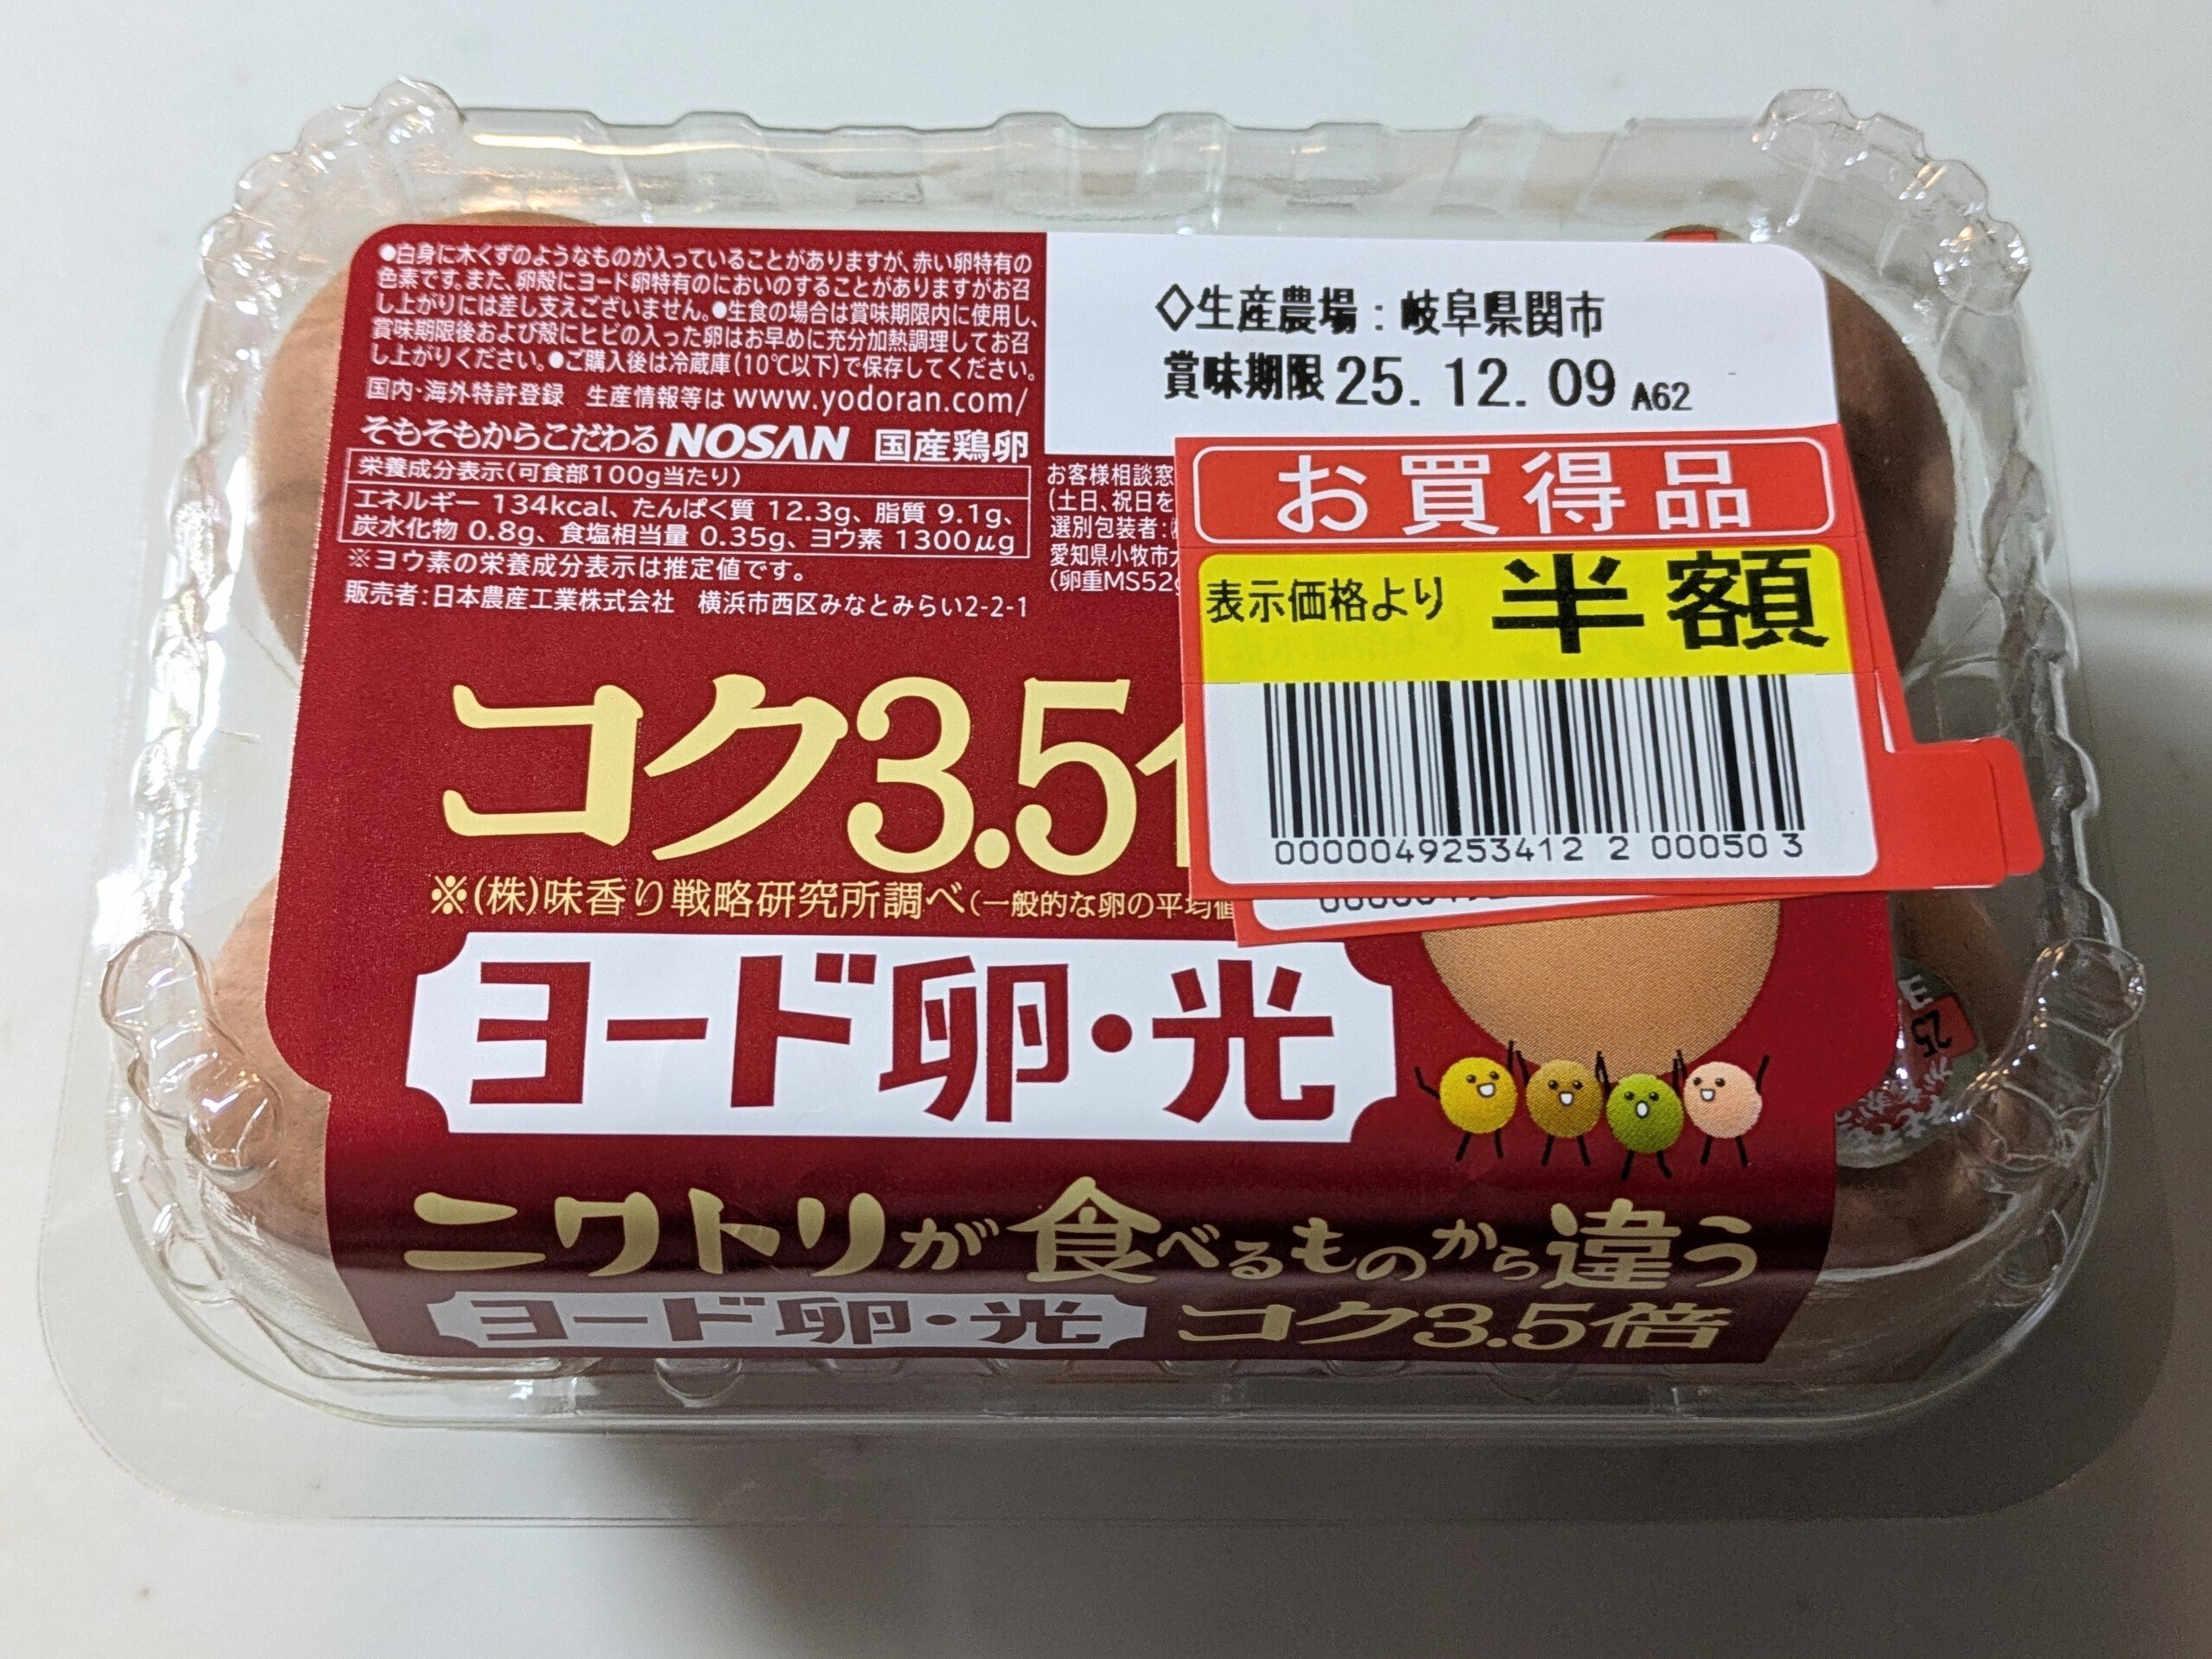 ●白身に木くずのようなものが入っていることがありますが、赤い卵特有の
色素です。また、卵殻にヨード卵特有のにおいのすることがありますがお召
し上がりには差し支えございません。●生食の場合は賞味期限内に使用し、
賞味期限後および殻にヒビの入った卵はお早めに充分加熱調理してお召
し上がりください。●ご購入後は冷蔵庫(10℃以下)で保存してください。
国内・海外特許登録 生産情報等は www.yodoran.com/
そもそもからこだわる NOSAN 国産鶏卵
栄養成分表示(可食部100g当たり)
エネルギー 134kcal、たんぱく質 12.3g、脂質 9.1g、
炭水化物 0.8g、食塩相当量 0.35g、ヨウ素 1300μg
※ヨウ素の栄養成分表示は推定値です。
販売者:日本農産工業株式会社 横浜市西区みなとみらい2-2-1
◇生産農場:岐阜県関市
賞味期限 25. 12. 09 A62
お客様相談窓
(土日、祝日を
選別包装者:
愛知県小牧市
(卵重MS52g
お買得品
表示価格より 半額
0000049253412 2 00050 3
コク3.5
※(株)味香り戦略研究所調べ(一般的な卵の平均値
ヨード卵・光
ニワトリが食べるものから違う
ヨード卵・光 コク3.5倍